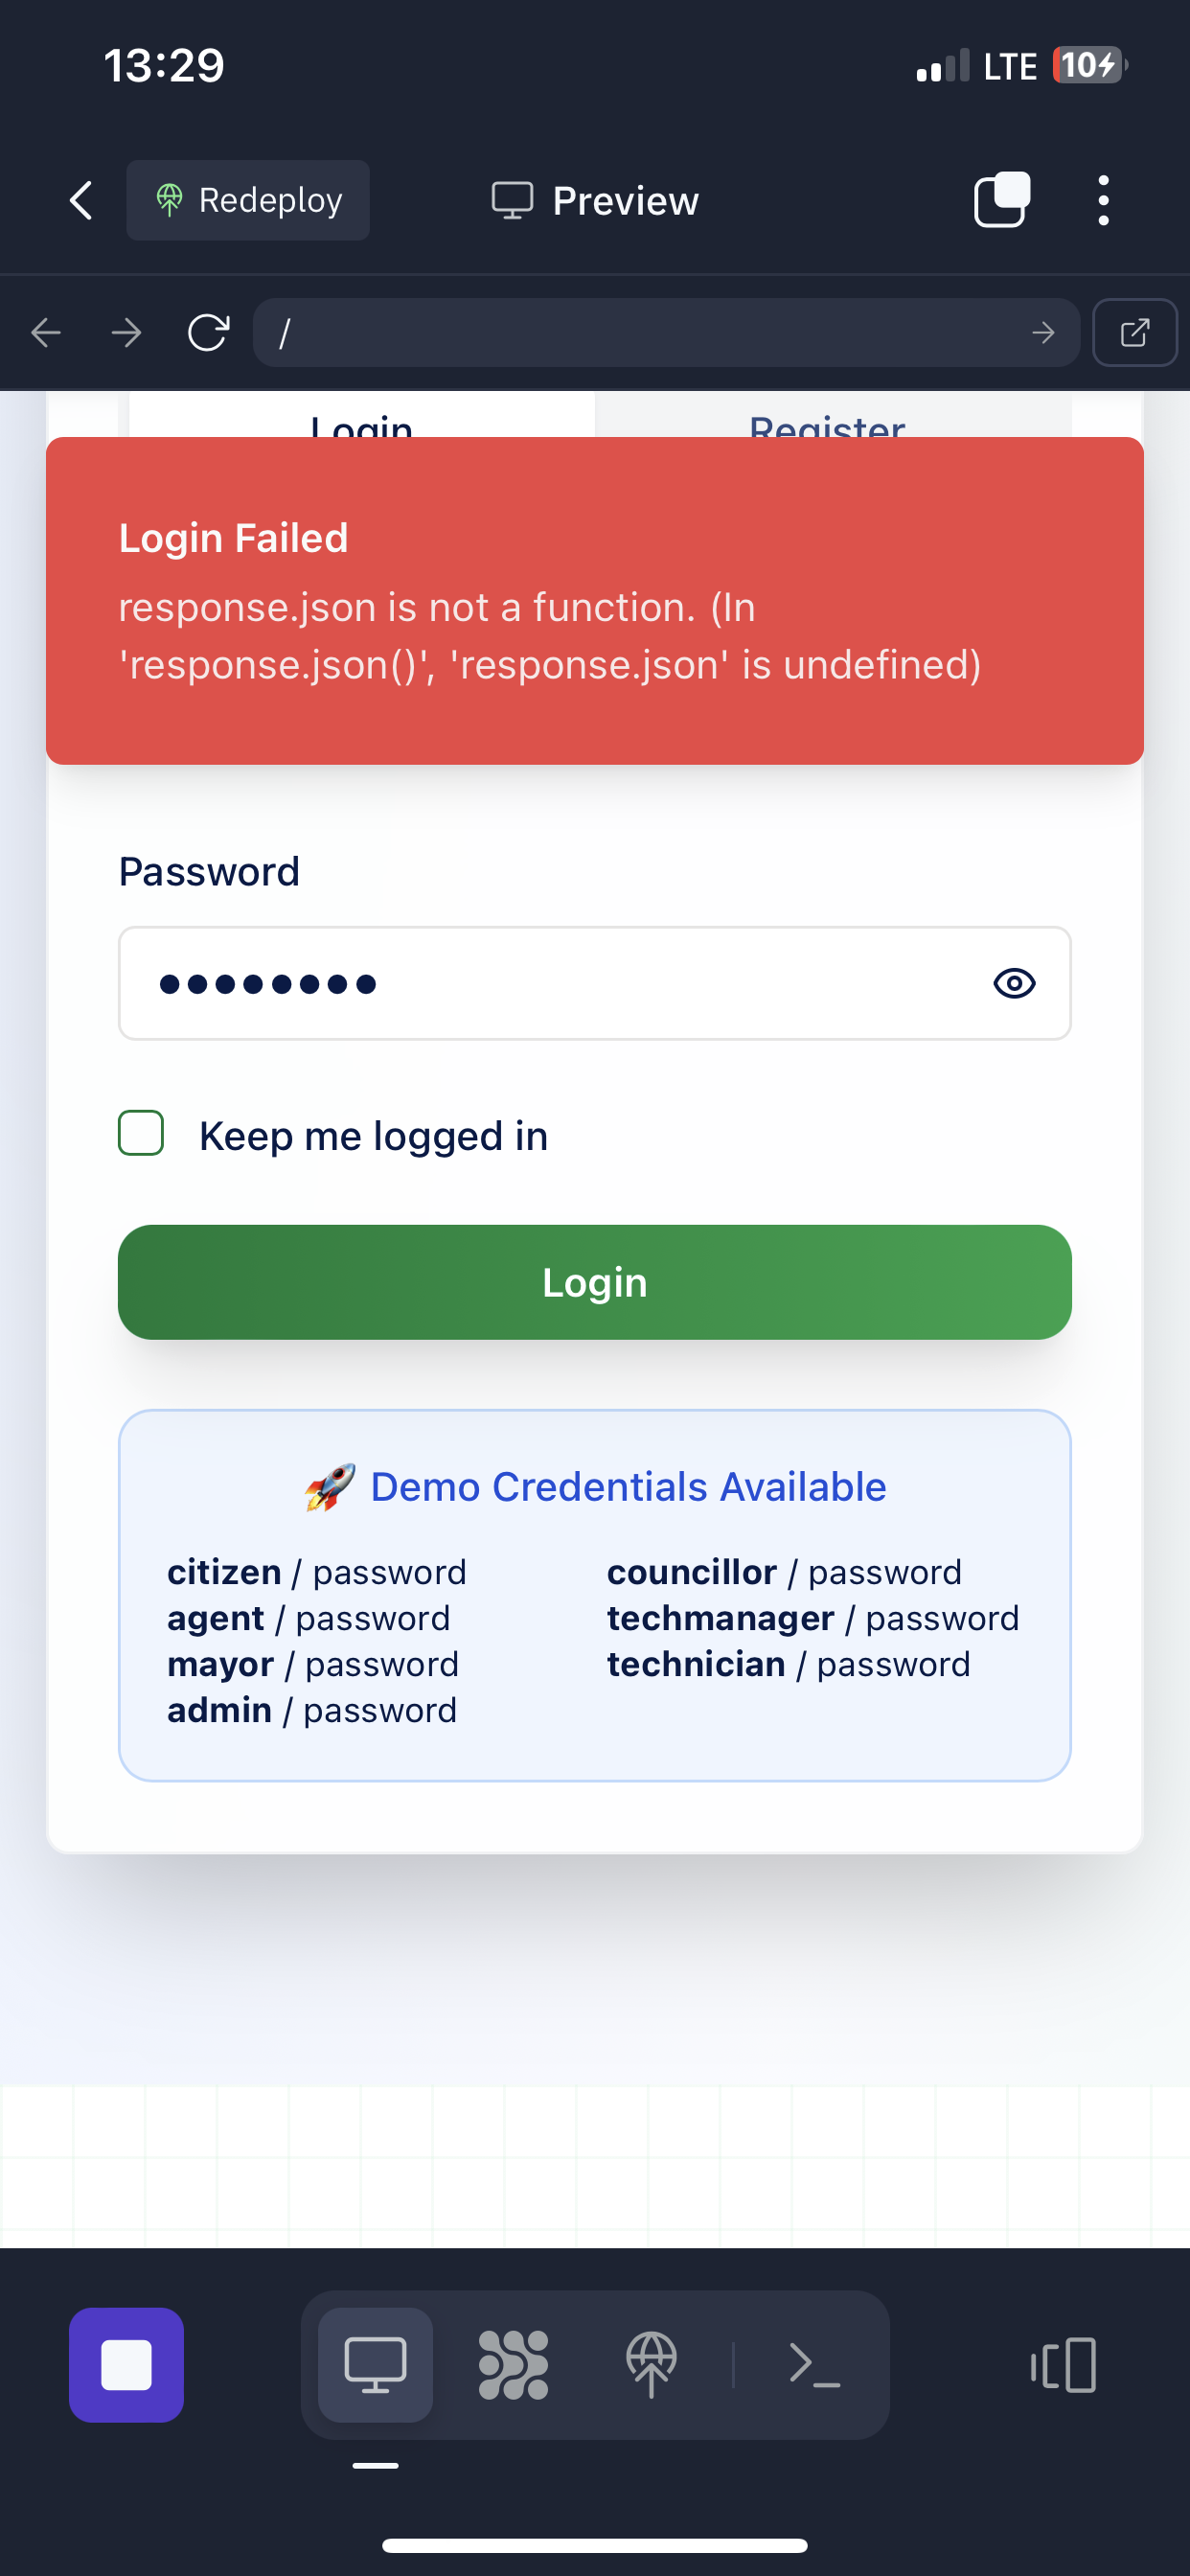 13:29
LTE 10
Redeploy
Preview
/
Login
Register
Login Failed
response.json is not a function. (In
'response.json()', 'response.json' is undefined)
Password
Keep me logged in
Login
🚀 Demo Credentials Available
citizen / password
councillor / password
agent / password
techmanager / password
mayor / password
technician / password
admin / password